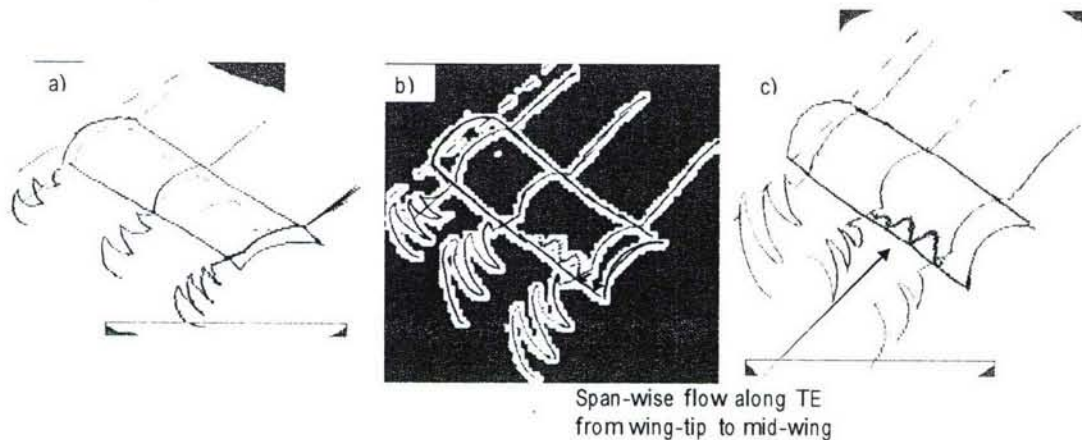 a)
b)
c)
Span-wise flow along TE
from wing-tip to mid-wing